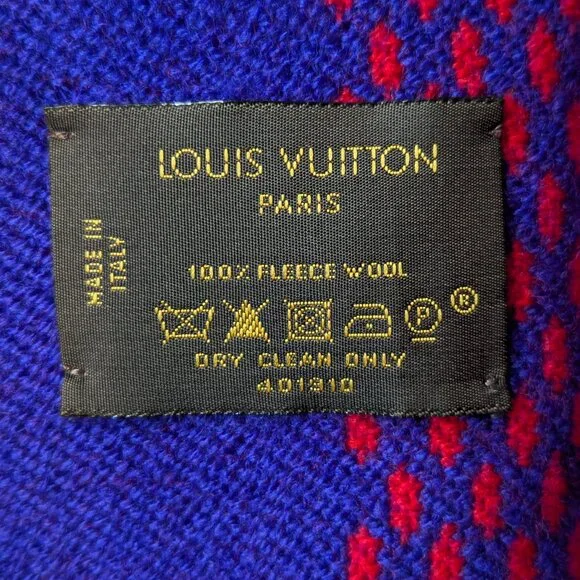 LOUIS VUITTON
PARIS
MADE IN
ITALY
100% FLEECE WOOL
P ®
DRY CLEAN ONLY
401910